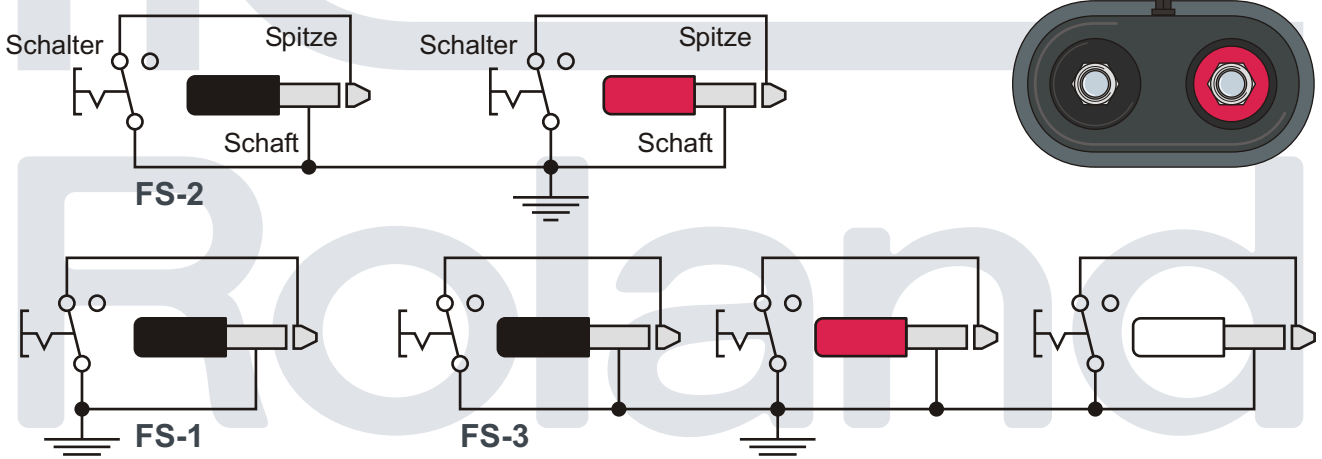 Schalter
Spitze
Schalter
Spitze
Schaft
Schaft
FS-2
FS-1
FS-3
Roland